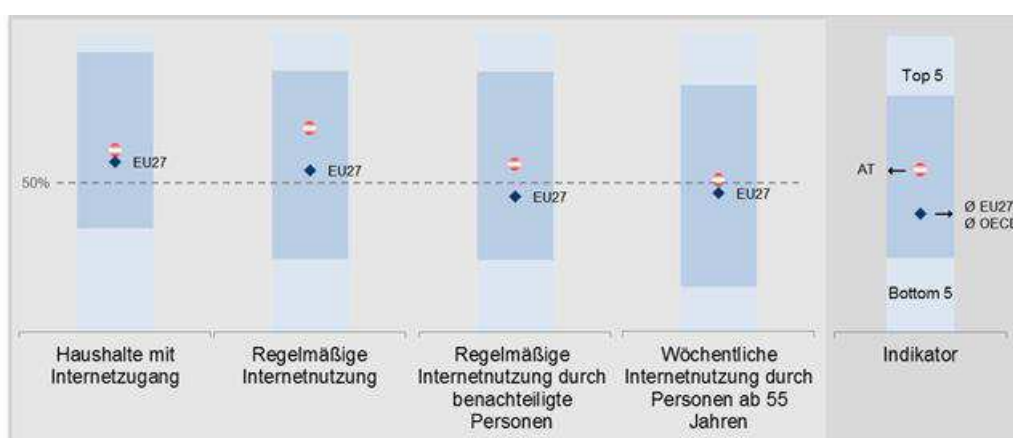 Top 5
EU27
EU27
AT
EU27
50%
EU27
Ø EU27
Ø OECD
Bottom 5
Haushalte mit
Internetzugang
Regelmäßige
Internetnutzung
Regelmäßige
Internetnutzung durch
benachteiligte
Personen
Wöchentliche
Internetnutzung durch
Personen ab 55
Jahren
Indikator